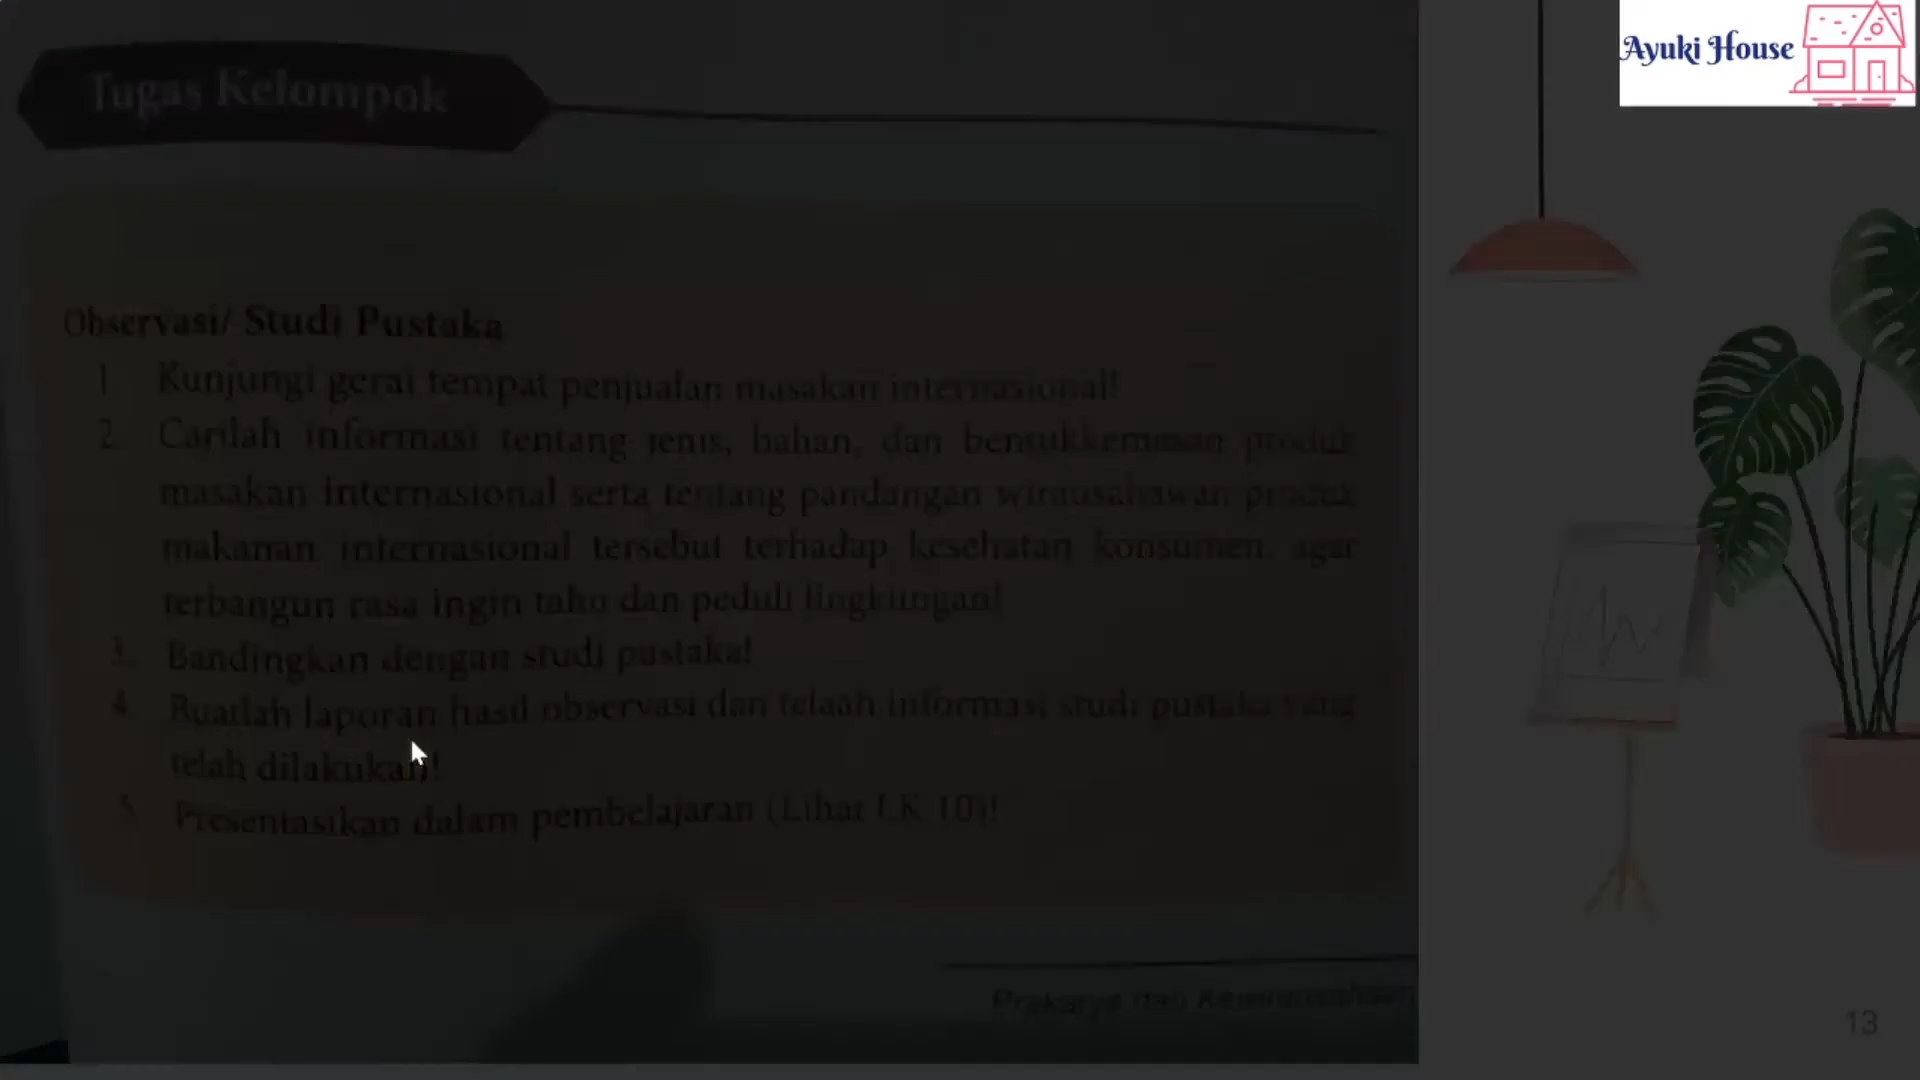 Ayuki House
Tugas Kelompok
Observasi/ Studi Pustaka
1. Kunjungi gerai tempat penjualan masakan internasional!
2. Carilah informasi tentang jenis, bahan, dan bentukkemasan produk
masakan internasional serta tentang pandangan wirausahawan produk
makanan internasional tersebut terhadap kesehatan konsumen, agar
terbangun rasa ingin tahu dan peduli lingkungan!
3. Bandingkan dengan studi pustaka!
4. Buatlah laporan hasil observasi dan telaah informasi studi pustaka yang
telah dilakukan!
5. Presentasikan dalam pembelajaran (Lihat LK 10)!
Prakarya dan Kewirausahaan
13